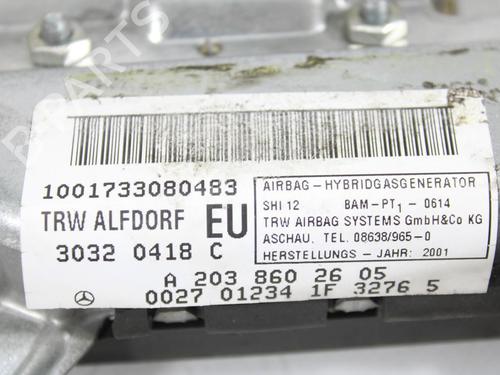 1001733080483
TRW ALFDORF EU
3032 0418 C
AIRBAG - HYBRIDGASGENERATOR
SHI 12 BAM-PT1 - 0614
TRW AIRBAG SYSTEMS GmbH&Co KG
ASCHAU. TEL. 08638/965-0
HERSTELLUNGS - JAHR: 2001
A 203 860 26 05
0027 01234 1F 3276 5
B-PARTS